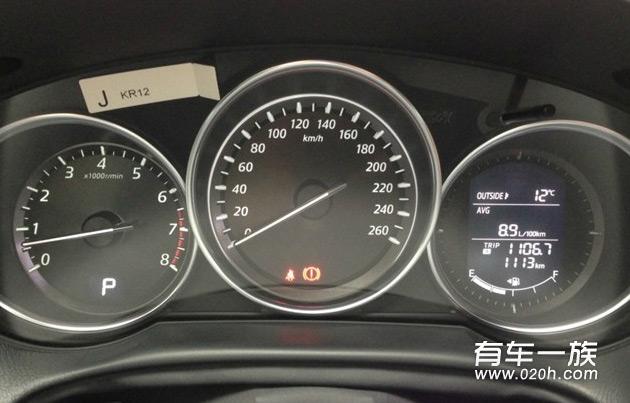 J KR12
0 1 2 3 4 5 6 7 8
x1000r/min
P
0 20 40 60 80 100 120 140 160 180 200 220 240 260
km/h
OUTSIDE 12℃
AVG
8.9 L/100km
TRIP 1106.7
1113 km
E F
有车一族
www.020h.com